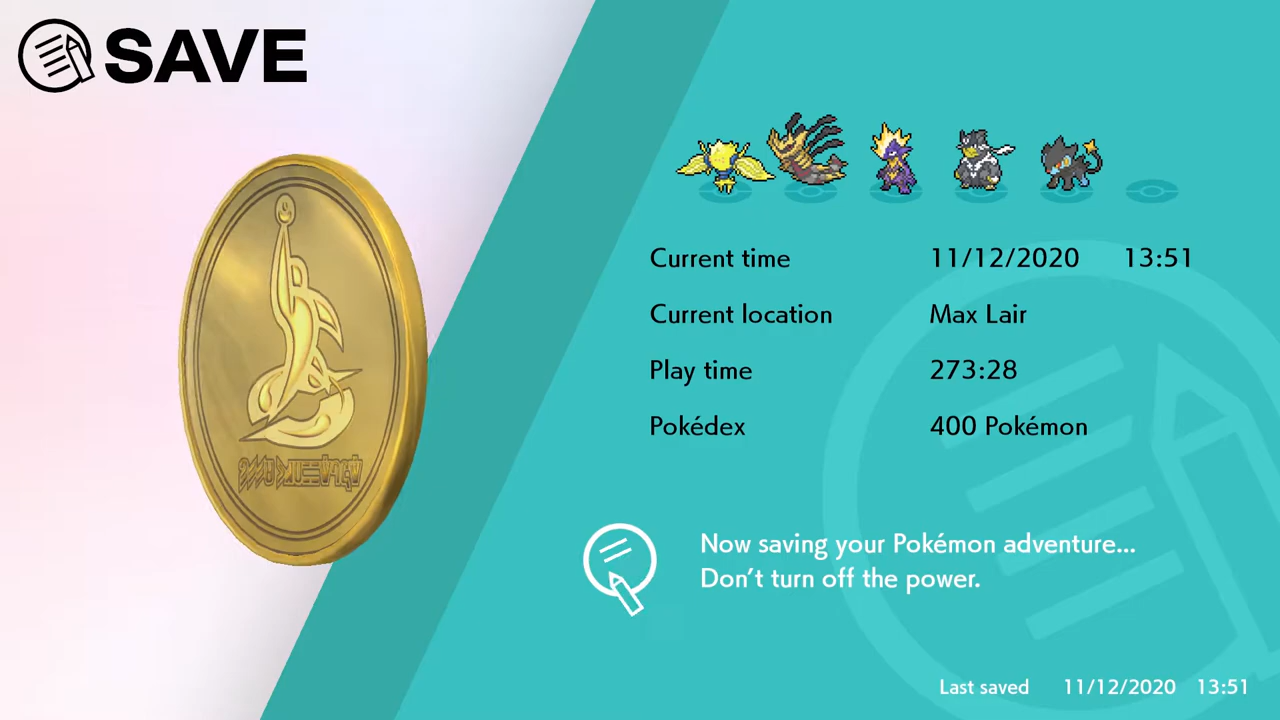 SAVE
Current time 11/12/2020 13:51
Current location Max Lair
Play time 273:28
Pokédex 400 Pokémon
Now saving your Pokémon adventure...
Don't turn off the power.
Last saved 11/12/2020 13:51